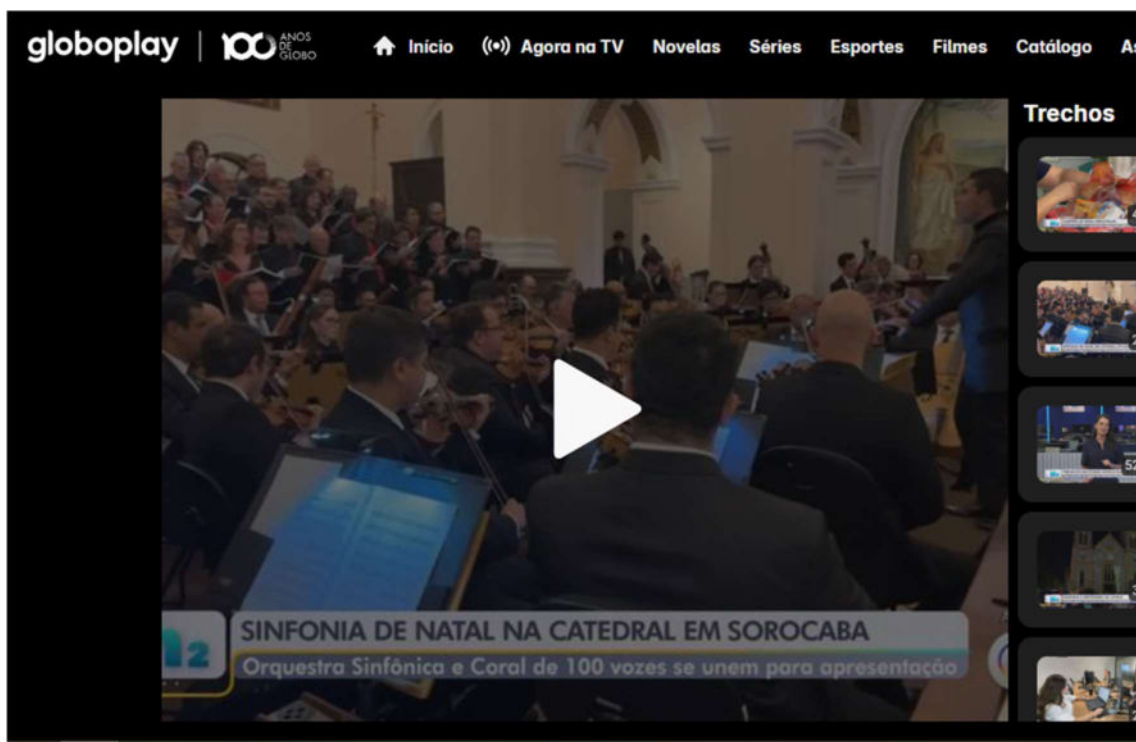 globoplay | 100 ANOS DE GLOBO Início Agora na TV Novelas Séries Esportes Filmes Catálogo
Trechos
SINFONIA DE NATAL NA CATEDRAL EM SOROCABA
Orquestra Sinfônica e Coral de 100 vozes se unem para apresentação